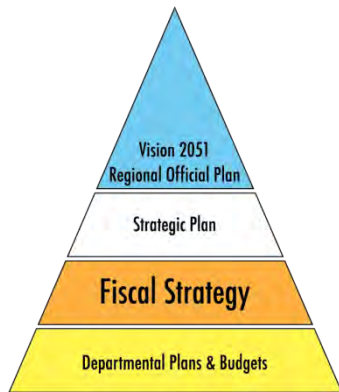 Vision 2051
Regional Official Plan
Strategic Plan
Fiscal Strategy
Departmental Plans & Budgets